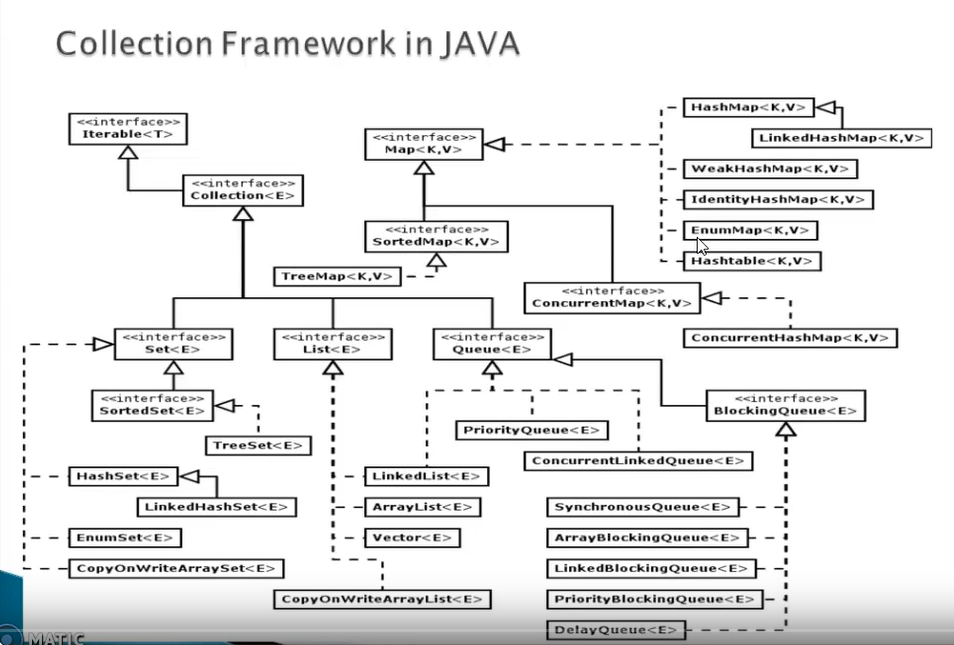 Collection Framework in JAVA
<<interface>>
Iterable<T>
<<interface>>
Collection<E>
<<interface>>
Map<K,V>
HashMap<K,V>
LinkedHashMap<K,V>
WeakHashMap<K,V>
IdentityHashMap<K,V>
EnumMap<K,V>
Hashtable<K,V>
<<interface>>
SortedMap<K,V>
TreeMap<K,V>
<<interface>>
ConcurrentMap<K,V>
ConcurrentHashMap<K,V>
<<interface>>
Set<E>
<<interface>>
List<E>
<<interface>>
Queue<E>
<<interface>>
SortedSet<E>
<<interface>>
BlockingQueue<E>
TreeSet<E>
PriorityQueue<E>
ConcurrentLinkedQueue<E>
HashSet<E>
LinkedHashSet<E>
EnumSet<E>
CopyOnWriteArraySet<E>
LinkedList<E>
ArrayList<E>
Vector<E>
CopyOnWriteArrayList<E>
SynchronousQueue<E>
ArrayBlockingQueue<E>
LinkedBlockingQueue<E>
PriorityBlockingQueue<E>
DelayQueue<E>
MATIC